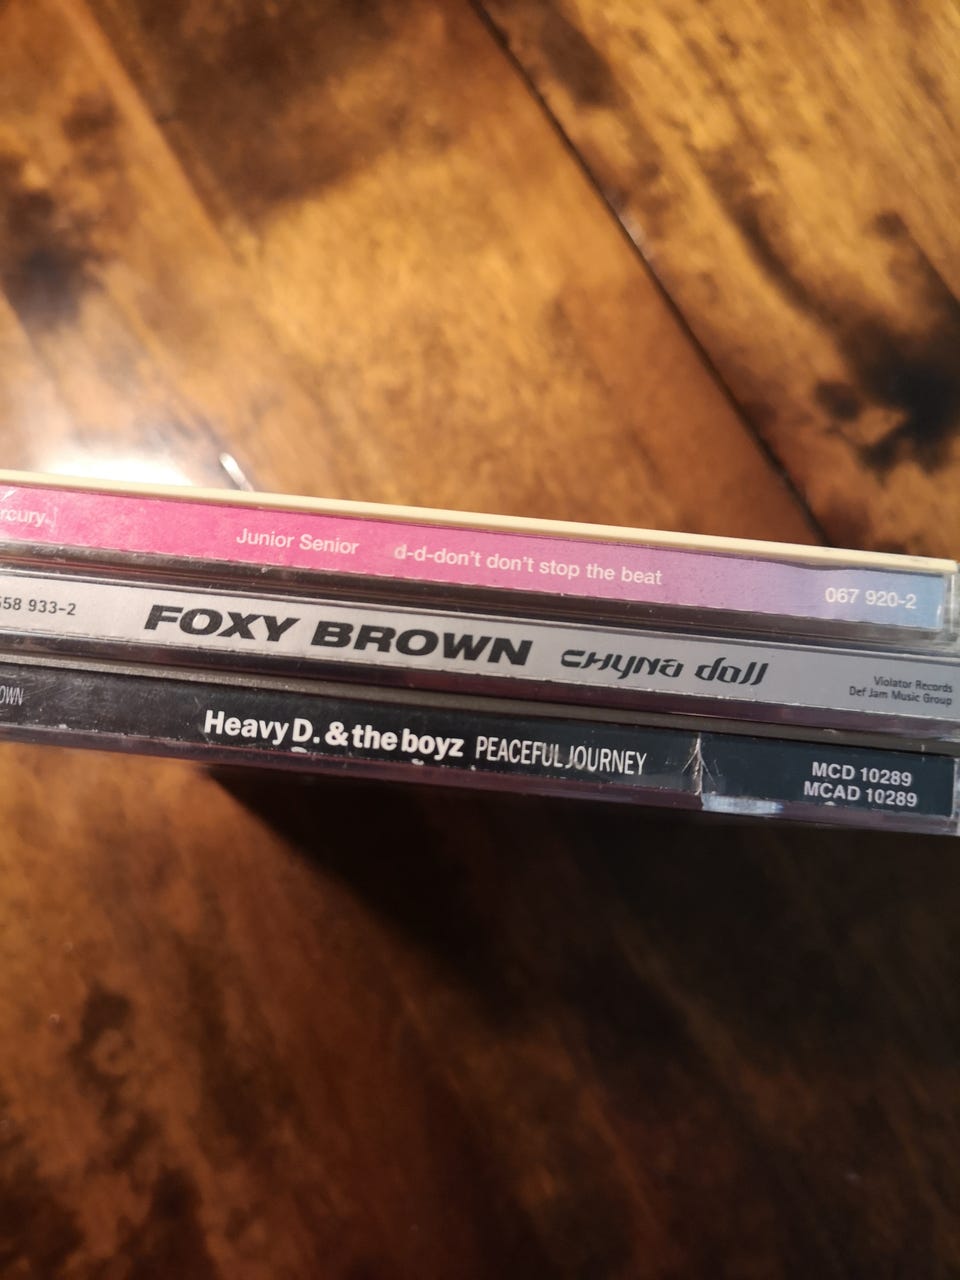 rcury
Junior Senior d-d-don't don't stop the beat 067 920-2
558 933-2 FOXY BROWN chyna doll
Violator Records
Def Jam Music Group
OWN Heavy D. & the boyz PEACEFUL JOURNEY
MCD 10289
MCAD 10289